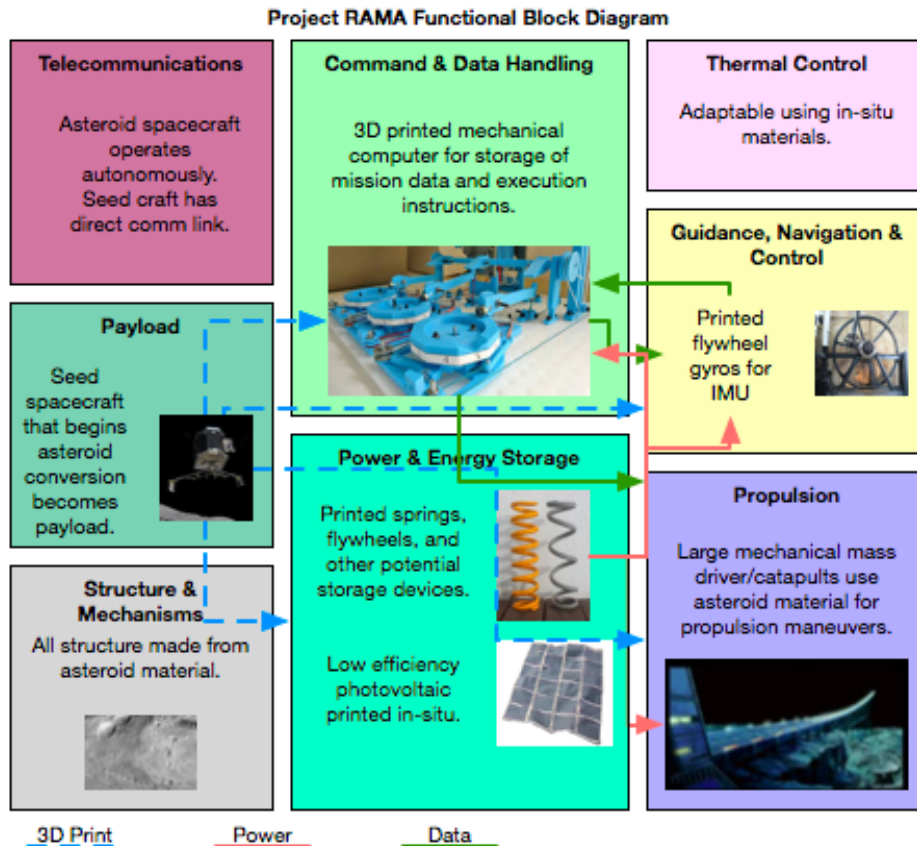 Project RAMA Functional Block Diagram
Telecommunications
Asteroid spacecraft
operates
autonomously.
Seed craft has
direct comm link.
Command & Data Handling
3D printed mechanical
computer for storage of
mission data and execution
instructions.
Thermal Control
Adaptable using in-situ
materials.
Guidance, Navigation &
Control
Printed
flywheel
gyros for
IMU
Payload
Seed
spacecraft
that begins
asteroid
conversion
becomes
payload.
Power & Energy Storage
Printed springs,
flywheels, and
other potential
storage devices.
Low efficiency
photovoltaic
printed in-situ.
Propulsion
Large mechanical mass
driver/catapults use
asteroid material for
propulsion maneuvers.
Structure &
Mechanisms
All structure made from
asteroid material.
3D Print
Power
Data